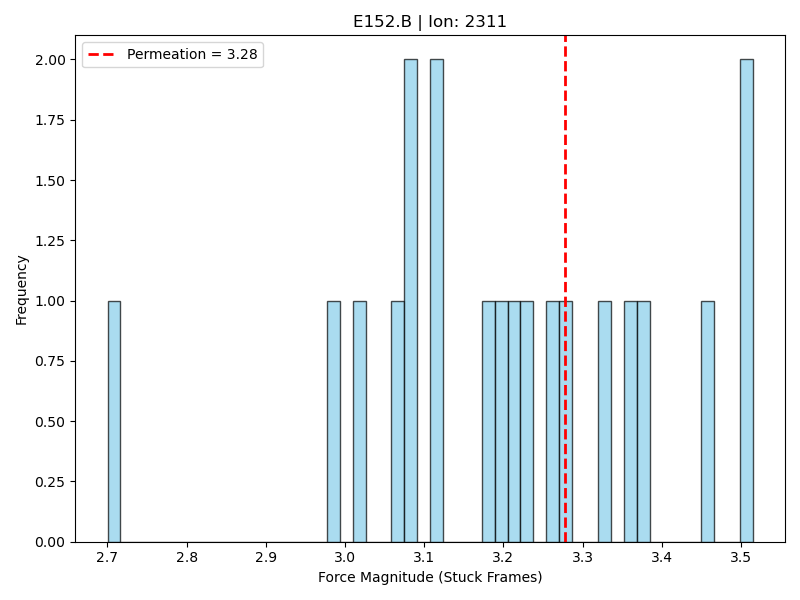 E152.B | Ion: 2311
Permeation = 3.28
2.00
1.75
1.50
1.25
1.00
0.75
0.50
0.25
0.00
Frequency
2.7 2.8 2.9 3.0 3.1 3.2 3.3 3.4 3.5
Force Magnitude (Stuck Frames)